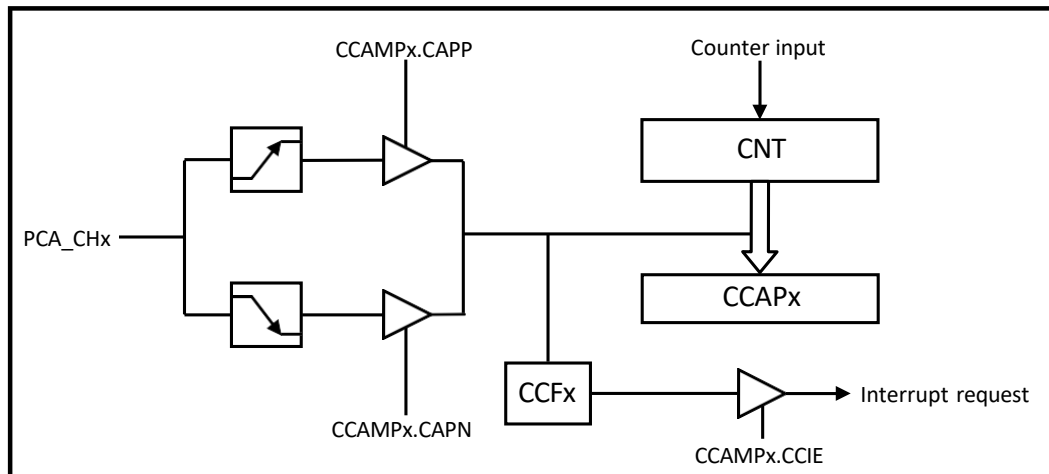 CCAMPx.CAPP
Counter input
CNT
PCA_CHx
CCAPx
CCFx
Interrupt request
CCAMPx.CAPN
CCAMPx.CCIE